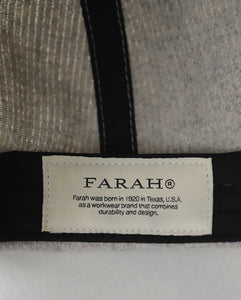 FARAH®
Farah was born in 1920 in Texas, U.S.A.
as a workwear brand that combines
durability and design.